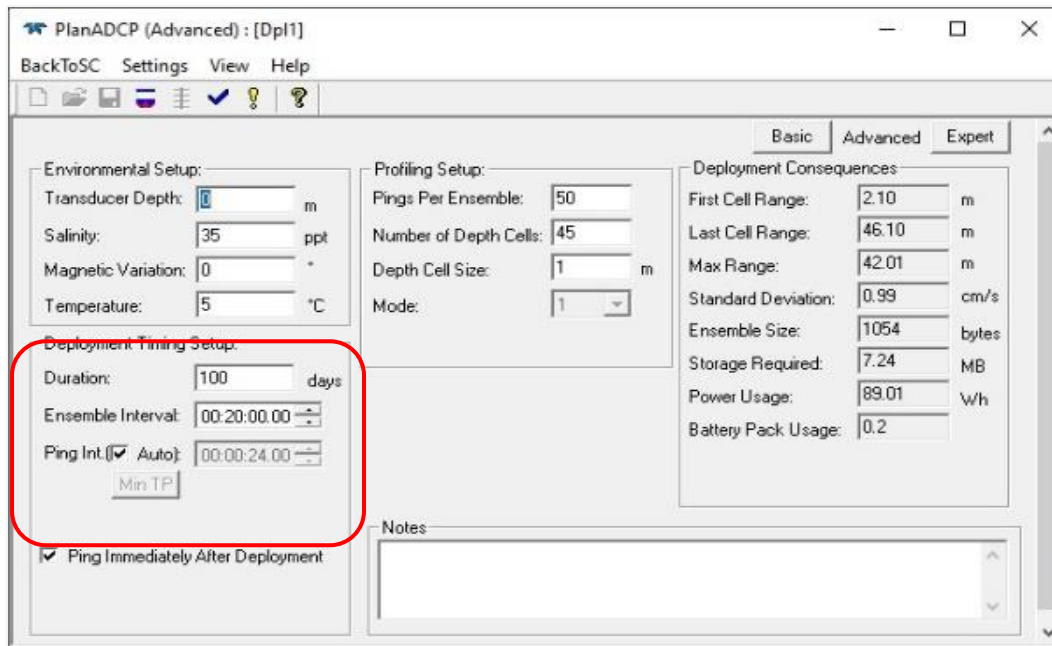 PlanADCP (Advanced) : [Dpl1]
BackToSC Settings View Help
Basic Advanced Expert
Environmental Setup:
Transducer Depth: 0 m
Salinity: 35 ppt
Magnetic Variation: 0 °
Temperature: 5 °C
Profiling Setup:
Pings Per Ensemble: 50
Number of Depth Cells: 45
Depth Cell Size: 1 m
Mode: 1
Deployment Consequences
First Cell Range: 2.10 m
Last Cell Range: 46.10 m
Max Range: 42.01 m
Standard Deviation: 0.99 cm/s
Ensemble Size: 1054 bytes
Storage Required: 7.24 MB
Power Usage: 89.01 Wh
Battery Pack Usage: 0.2
Deployment Timing Setup:
Duration: 100 days
Ensemble Interval: 00:20:00.00
Ping Int.( Auto): 00:00:24.00
Min TP
Ping Immediately After Deployment
Notes